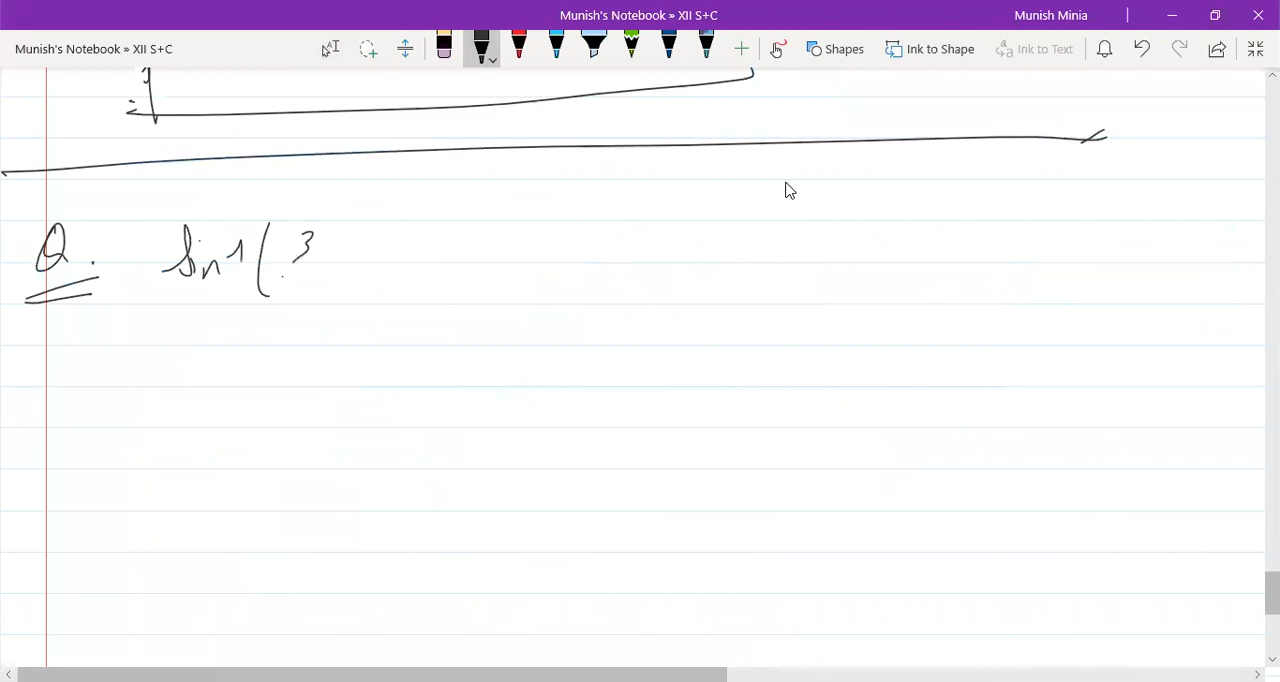 Munish's Notebook » XII S+C
Munish Minia
Munish's Notebook » XII S+C
Shapes
Ink to Shape
Ink to Text
Q. Sin⁻¹( 3